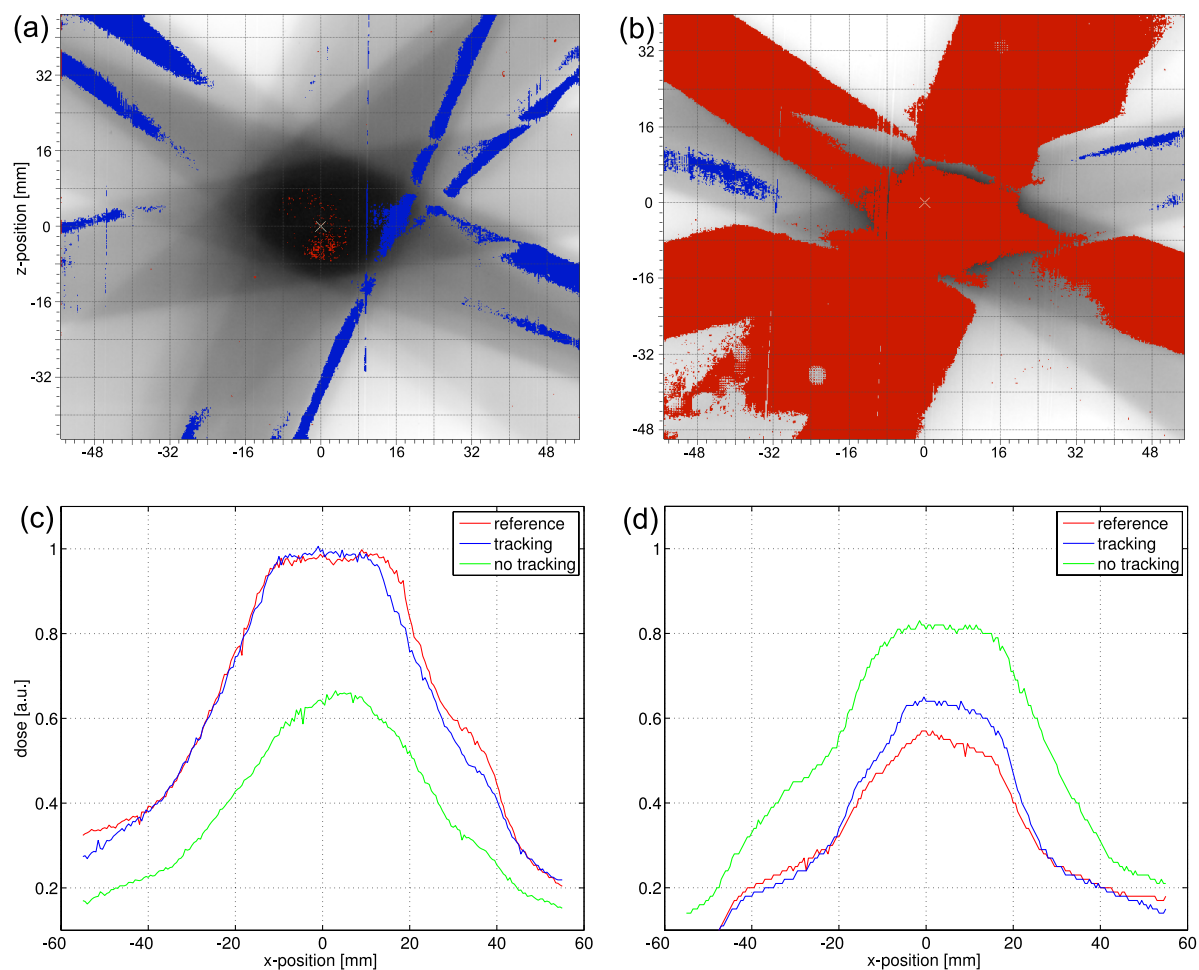 (a)
(b)
z-position [mm]
32
16
0
-16
-32
-48 -32 -16 0 16 32 48
32
16
0
-16
-32
-48
-48 -32 -16 0 16 32 48
(c)
(d)
dose [a.u.]
1
0.8
0.6
0.4
0.2
-60 -40 -20 0 20 40 60
x-position [mm]
reference
tracking
no tracking
1
0.8
0.6
0.4
0.2
-60 -40 -20 0 20 40 60
x-position [mm]
reference
tracking
no tracking